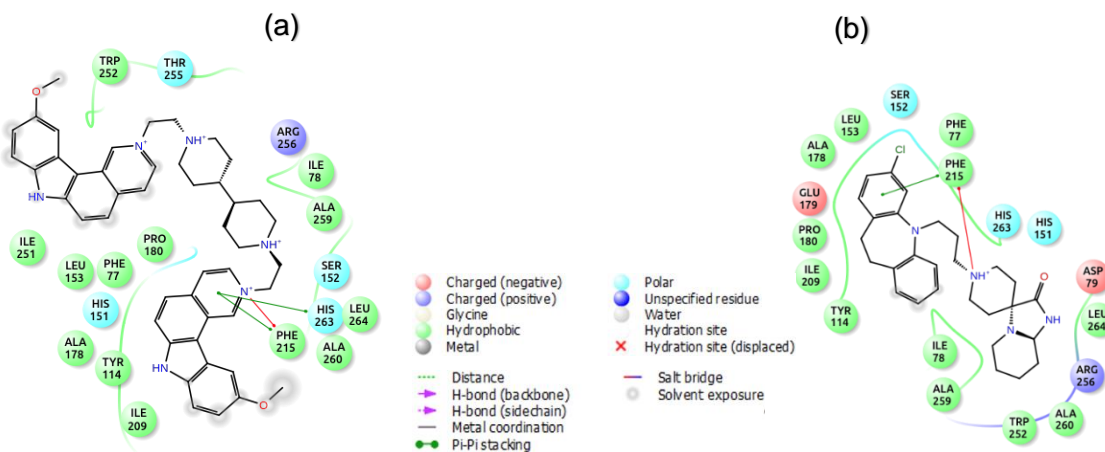 (a)
TRP
252
THR
255
O
N+
NH+
HN
ARG
256
ILE
78
ALA
259
NH+
ILE
251
LEU
153
PHE
77
PRO
180
HIS
151
ALA
178
TYR
114
ILE
209
N+
SER
152
HIS
263
LEU
264
PHE
215
ALA
260
HN
O
Charged (negative)
Charged (positive)
Glycine
Hydrophobic
Metal
Distance
H-bond (backbone)
H-bond (sidechain)
Metal coordination
Pi-Pi stacking
Polar
Unspecified residue
Water
Hydration site
Hydration site (displaced)
Salt bridge
Solvent exposure
(b)
SER
152
LEU
153
PHE
77
ALA
178
Cl
PHE
215
GLU
179
PRO
180
ILE
209
TYR
114
N
HIS
263
HIS
151
NH+
O
NH
N
ASP
79
LEU
264
ILE
78
ARG
256
ALA
259
TRP
252
ALA
260